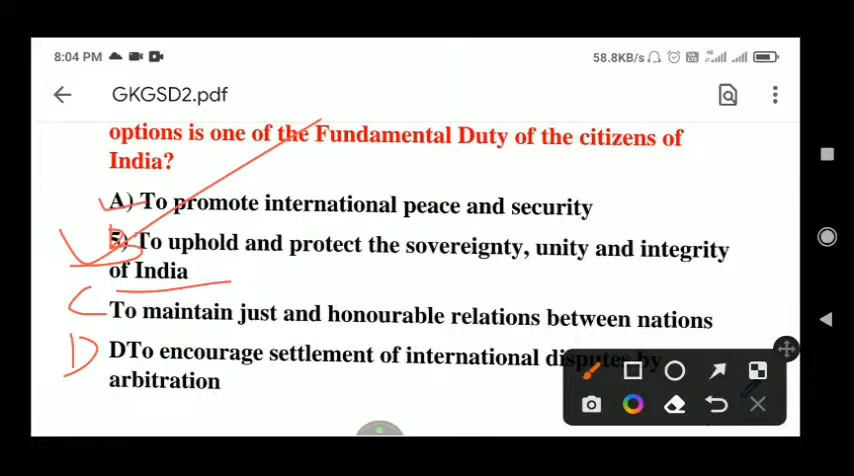 8:04 PM 58.8KB/s 4G
GKGSD2.pdf
options is one of the Fundamental Duty of the citizens of
India?
A) To promote international peace and security
B) To uphold and protect the sovereignty, unity and integrity
of India
C To maintain just and honourable relations between nations
D DTo encourage settlement of international disputes by
arbitration